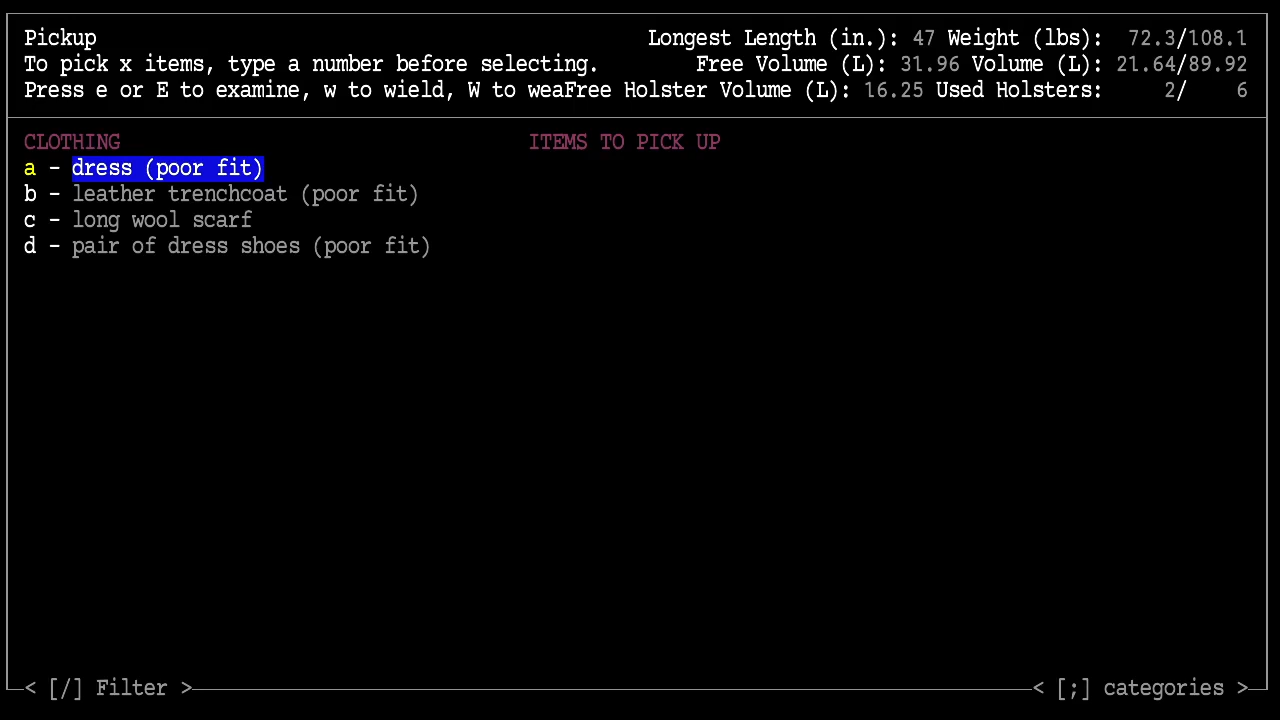 Pickup Longest Length (in.): 47 Weight (lbs): 72.3/108.1
To pick x items, type a number before selecting. Free Volume (L): 31.96 Volume (L): 21.64/89.92
Press e or E to examine, w to wield, W to weaFree Holster Volume (L): 16.25 Used Holsters: 2/ 6
CLOTHING ITEMS TO PICK UP
a - dress (poor fit)
b - leather trenchcoat (poor fit)
c - long wool scarf
d - pair of dress shoes (poor fit)
< [/] Filter > < [;] categories >